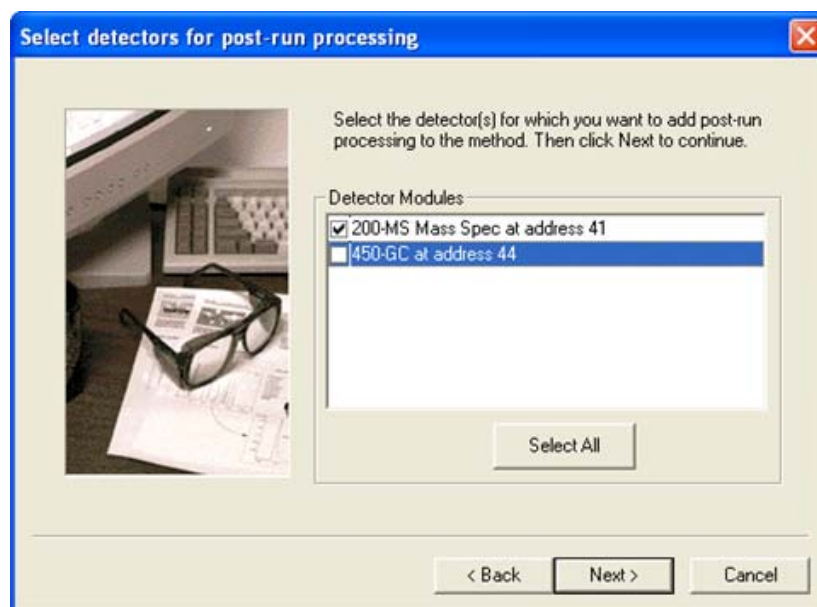 Select detectors for post-run processing
Select the detector(s) for which you want to add post-run
processing to the method. Then click Next to continue.
Detector Modules
200-MS Mass Spec at address 41
450-GC at address 44
Select All
< Back
Next >
Cancel